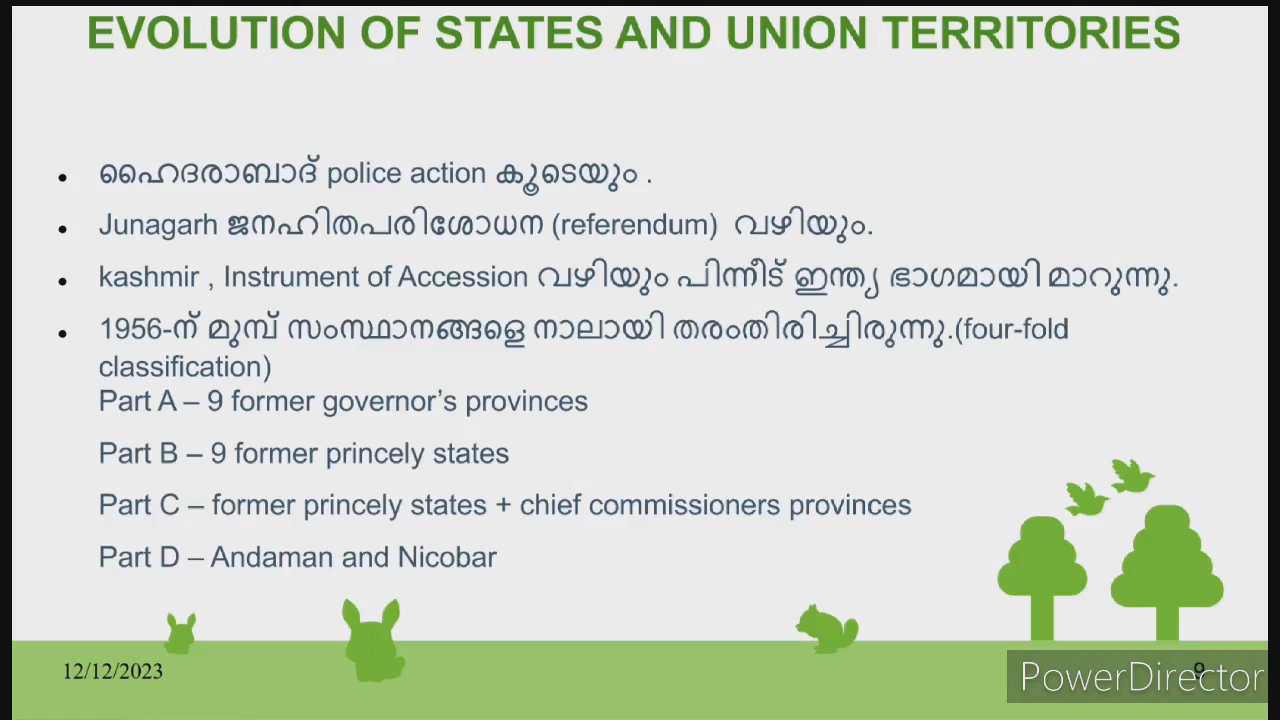 EVOLUTION OF STATES AND UNION TERRITORIES
• ഹൈദരാബാദ് police action കൂടെയും .
• Junagarh ജനഹിതപരിശോധന (referendum) വഴിയും.
• kashmir , Instrument of Accession വഴിയും പിന്നീട് ഇന്ത്യ ഭാഗമായി മാറുന്നു.
• 1956-ന് മുമ്പ് സംസ്ഥാനങ്ങളെ നാലായി തരംതിരിച്ചിരുന്നു.(four-fold
classification)
Part A – 9 former governor’s provinces
Part B – 9 former princely states
Part C – former princely states + chief commissioners provinces
Part D – Andaman and Nicobar
12/12/2023
9
PowerDirector